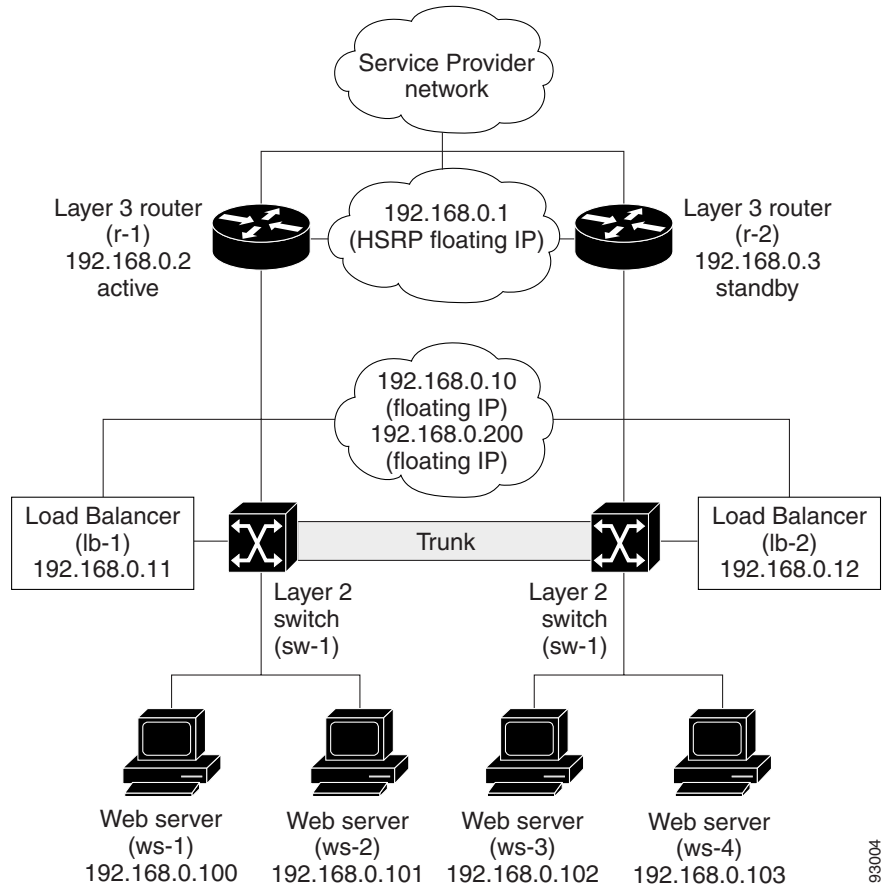 Service Provider
network
Layer 3 router
(r-1)
192.168.0.2
active
192.168.0.1
(HSRP floating IP)
Layer 3 router
(r-2)
192.168.0.3
standby
192.168.0.10
(floating IP)
192.168.0.200
(floating IP)
Load Balancer
(lb-1)
192.168.0.11
Trunk
Load Balancer
(lb-2)
192.168.0.12
Layer 2
switch
(sw-1)
Layer 2
switch
(sw-1)
Web server
(ws-1)
192.168.0.100
Web server
(ws-2)
192.168.0.101
Web server
(ws-3)
192.168.0.102
Web server
(ws-4)
192.168.0.103
93004